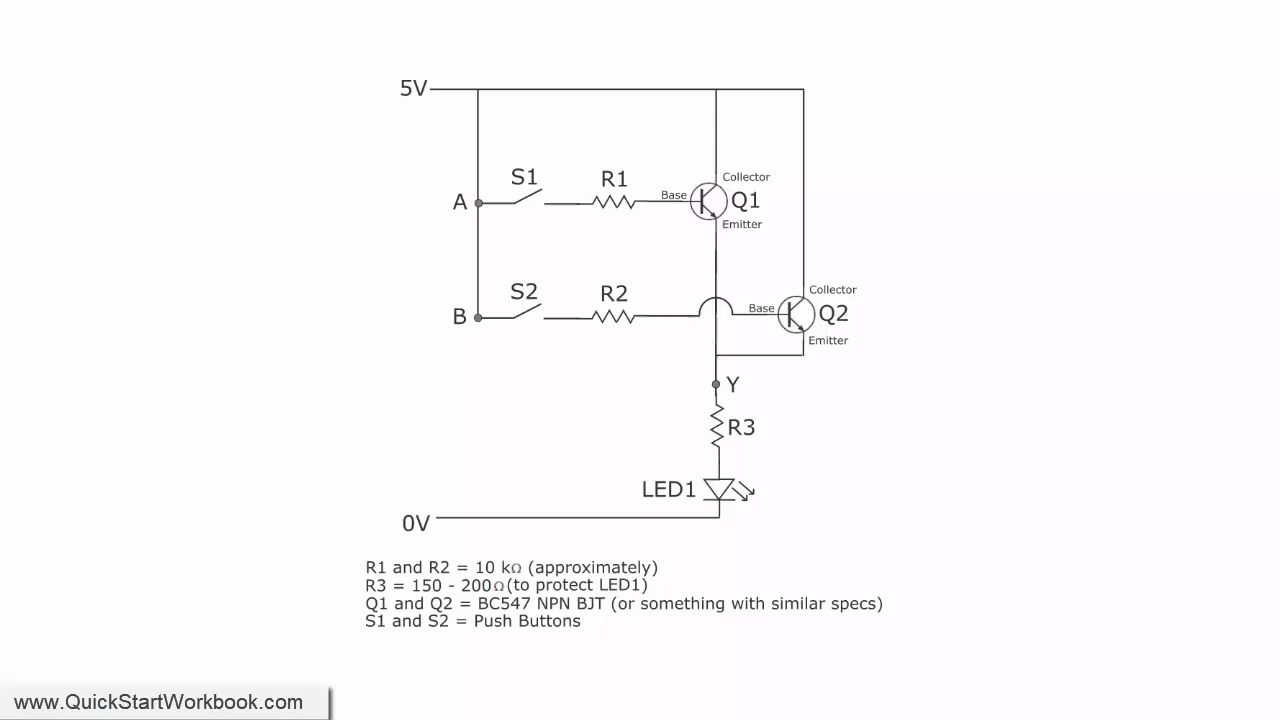 5V
Collector
S1
R1
Base
Q1
A
Emitter
Collector
S2
R2
Base
Q2
B
Emitter
Y
R3
LED1
0V
R1 and R2 = 10 kΩ (approximately)
R3 = 150 - 200Ω(to protect LED1)
Q1 and Q2 = BC547 NPN BJT (or something with similar specs)
S1 and S2 = Push Buttons
www.QuickStartWorkbook.com